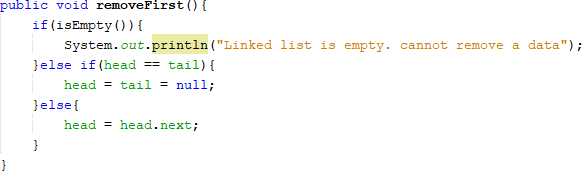 public void removeFirst(){
    if(isEmpty()){
        System.out.println("Linked list is empty. cannot remove a data");
    }else if(head == tail){
        head = tail = null;
    }else{
        head = head.next;
    }
}